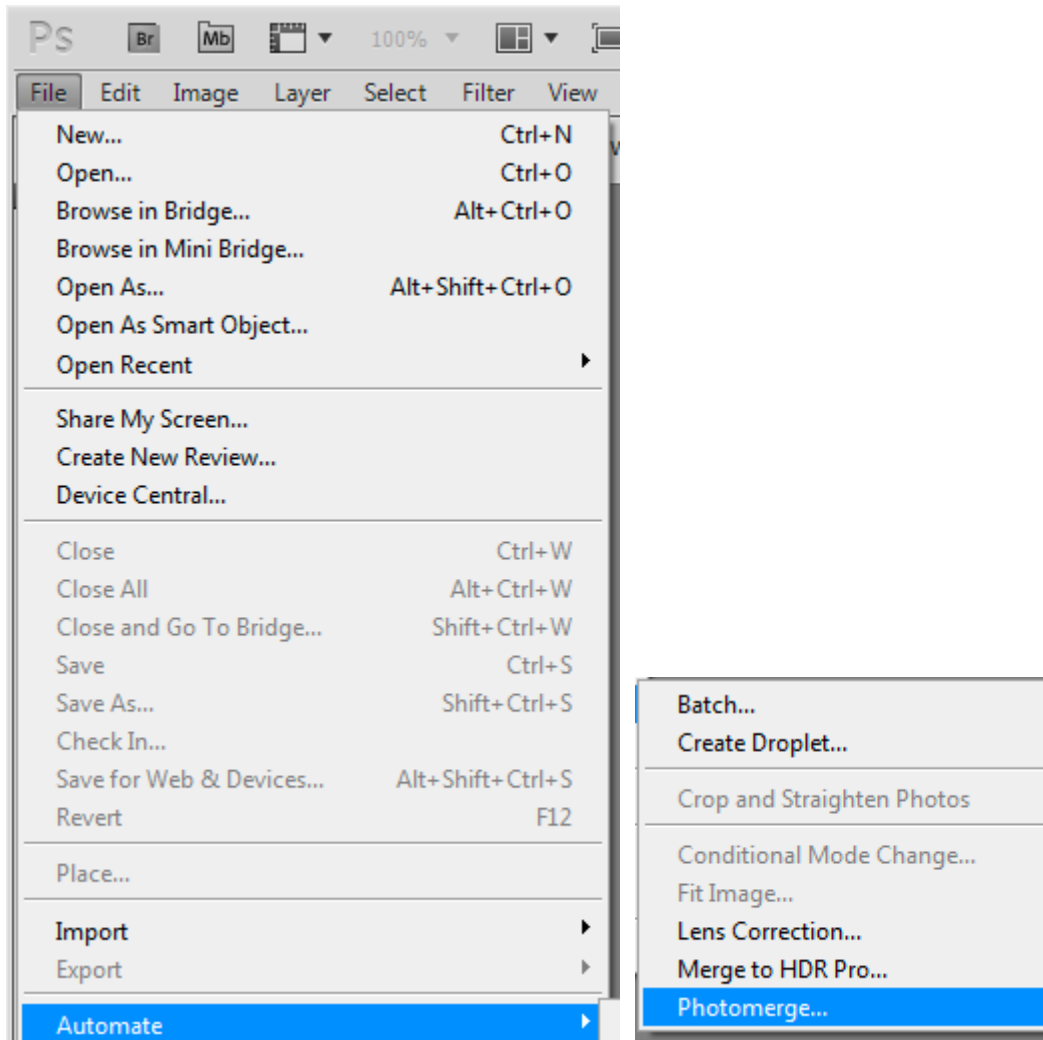 Ps Br Mb 100%
File Edit Image Layer Select Filter View
New... Ctrl+N
Open... Ctrl+O
Browse in Bridge... Alt+Ctrl+O
Browse in Mini Bridge...
Open As... Alt+Shift+Ctrl+O
Open As Smart Object...
Open Recent
Share My Screen...
Create New Review...
Device Central...
Close Ctrl+W
Close All Alt+Ctrl+W
Close and Go To Bridge... Shift+Ctrl+W
Save Ctrl+S
Save As... Shift+Ctrl+S
Check In...
Save for Web & Devices... Alt+Shift+Ctrl+S
Revert F12
Place...
Import
Export
Automate
Batch...
Create Droplet...
Crop and Straighten Photos
Conditional Mode Change...
Fit Image...
Lens Correction...
Merge to HDR Pro...
Photomerge...